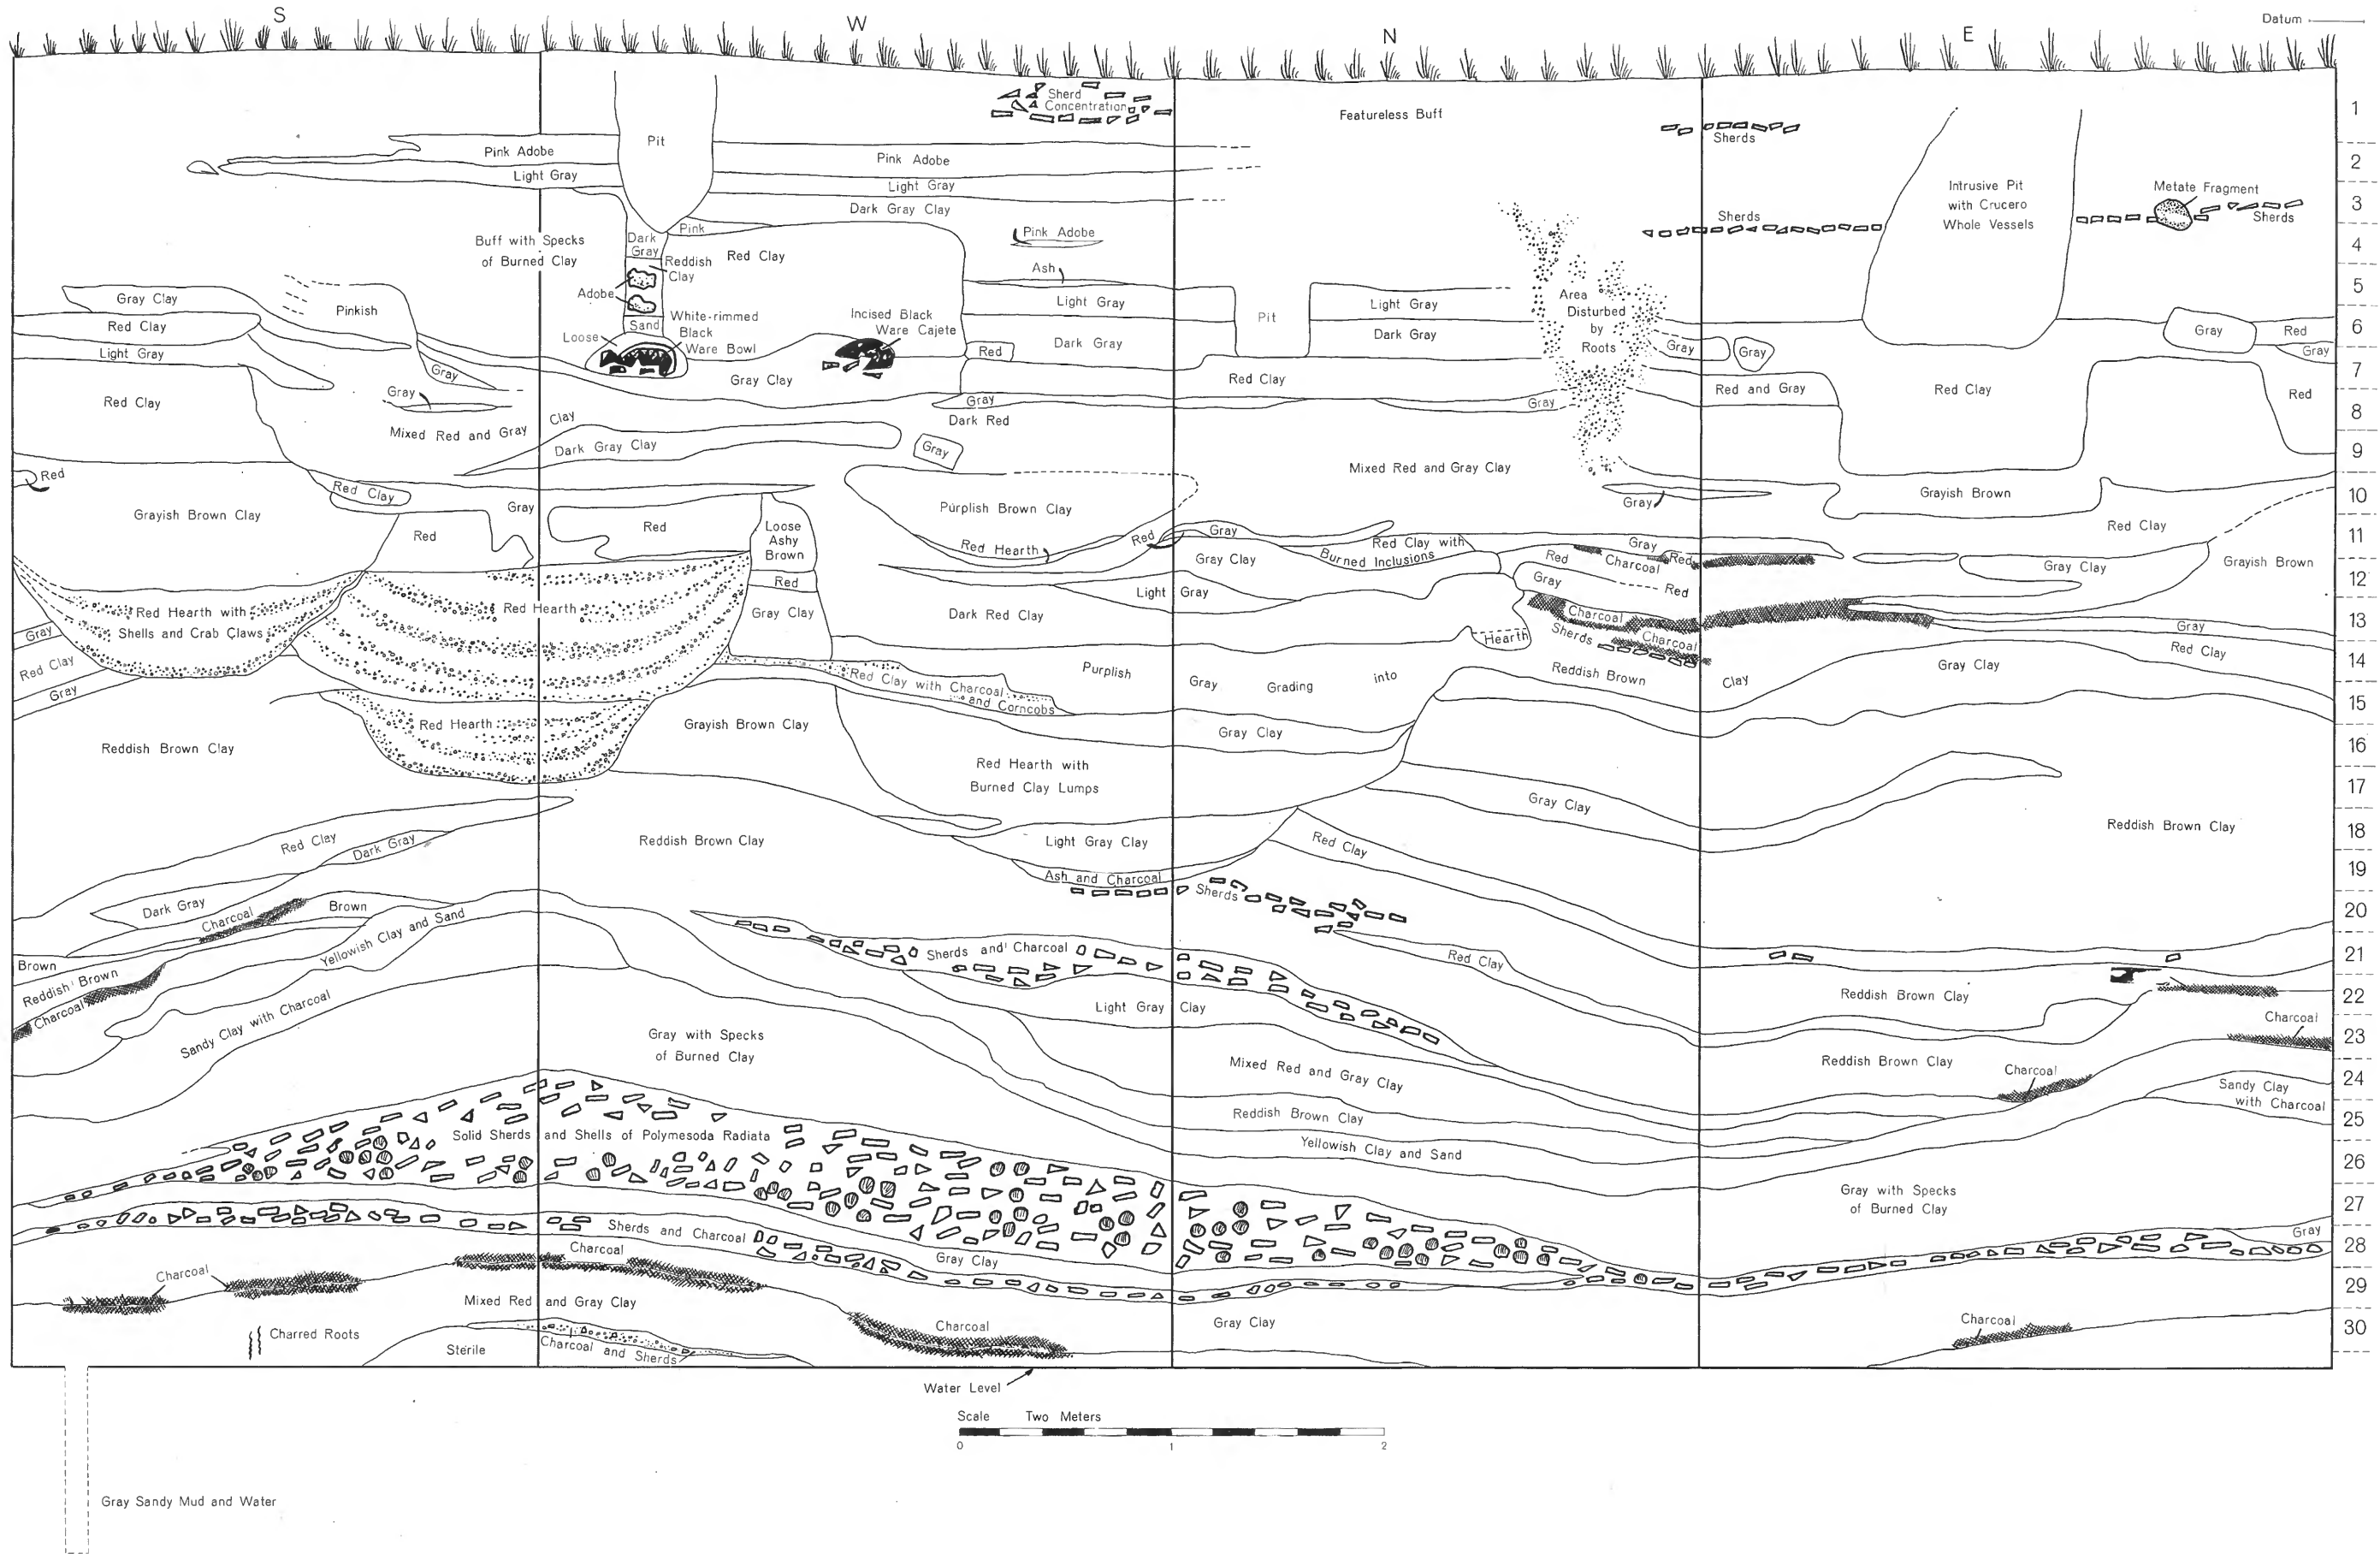 S
W
N
E
Datum
Sherd
Concentration
Featureless Buff
Sherds
1
Pit
Pink Adobe
Pink Adobe
2
Light Gray
Light Gray
Dark Gray Clay
Intrusive Pit
with Crucero
Whole Vessels
Metate Fragment
Sherds
Sherds
3
Pink
Pink Adobe
Buff with Specks
of Burned Clay
Dark
Gray
Red Clay
4
Reddish
Clay
Ash
Adobe
Gray Clay
Pinkish
Light Gray
Light Gray
Area
Disturbed
by
Roots
5
Red Clay
Sand
White-rimmed
Black
Ware Bowl
Incised Black
Ware Cajete
Pit
Dark Gray
Dark Gray
Gray
Red
6
Loose
Light Gray
Red
Gray
Gray
Gray
Gray
Gray Clay
Red Clay
7
Red Clay
Gray
Gray
Gray
Red and Gray
Red Clay
Red
8
Mixed Red and Gray
Clay
Dark Red
Dark Gray Clay
Gray
Mixed Red and Gray Clay
9
Red
Red Clay
Gray
Purplish Brown Clay
Gray
Grayish Brown
10
Grayish Brown Clay
Red
Red
Loose
Ashy
Brown
Red Hearth
Red
Gray
Red Clay with
Burned Inclusions
Gray
Red Clay
11
Gray Clay
Red
Charcoal
Red
Gray Clay
Grayish Brown
12
Red
Light Gray
Gray
Red
Red Hearth with
Shells and Crab Claws
Red Hearth
Gray Clay
Dark Red Clay
Charcoal
Gray
13
Gray
Hearth
Sherds
Charcoal
Red Clay
Red Clay
Red Clay with Charcoal
and Corncobs
Purplish
Gray
Grading
into
Reddish Brown
Clay
Gray Clay
14
Gray
Red Hearth
Grayish Brown Clay
Gray Clay
15
Reddish Brown Clay
16
Red Hearth with
Burned Clay Lumps
Gray Clay
17
Red Clay
Dark Gray
Reddish Brown Clay
Light Gray Clay
Red Clay
Reddish Brown Clay
18
Ash and Charcoal
19
Dark Gray
Charcoal
Brown
Sherds
20
Yellowish Clay and Sand
Brown
Sherds and Charcoal
Red Clay
21
Reddish Brown
Charcoal
Sandy Clay with Charcoal
Light Gray
Clay
Reddish Brown Clay
22
Gray with Specks
of Burned Clay
Charcoal
23
Mixed Red and Gray Clay
Reddish Brown Clay
Charcoal
24
Sandy Clay
with Charcoal
Reddish Brown Clay
25
Solid Sherds and Shells of Polymesoda Radiata
Yellowish Clay and Sand
26
Gray with Specks
of Burned Clay
27
Sherds and Charcoal
Gray
Charcoal
Gray Clay
28
Charcoal
29
Mixed Red and Gray Clay
Charred Roots
Charcoal
Gray Clay
Charcoal
30
Sterile
Charcoal and Sherds
Water Level
Scale Two Meters
0 1 2
Gray Sandy Mud and Water